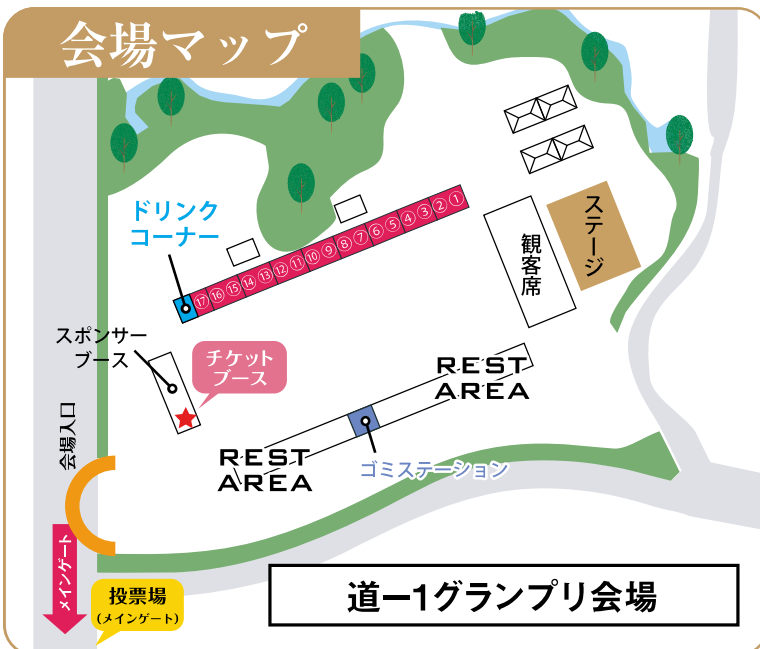 会場マップ
ドリンク
コーナー
① ② ③ ④ ⑤ ⑥ ⑦ ⑧ ⑨ ⑩ ⑪ ⑫ ⑬ ⑭ ⑮ ⑯ ⑰
ステージ
観客席
スポンサー
ブース
チケット
ブース
REST
AREA
REST
AREA
ゴミステーション
会場入口
メインゲート
投票場
(メインゲート)
道ー1グランプリ会場